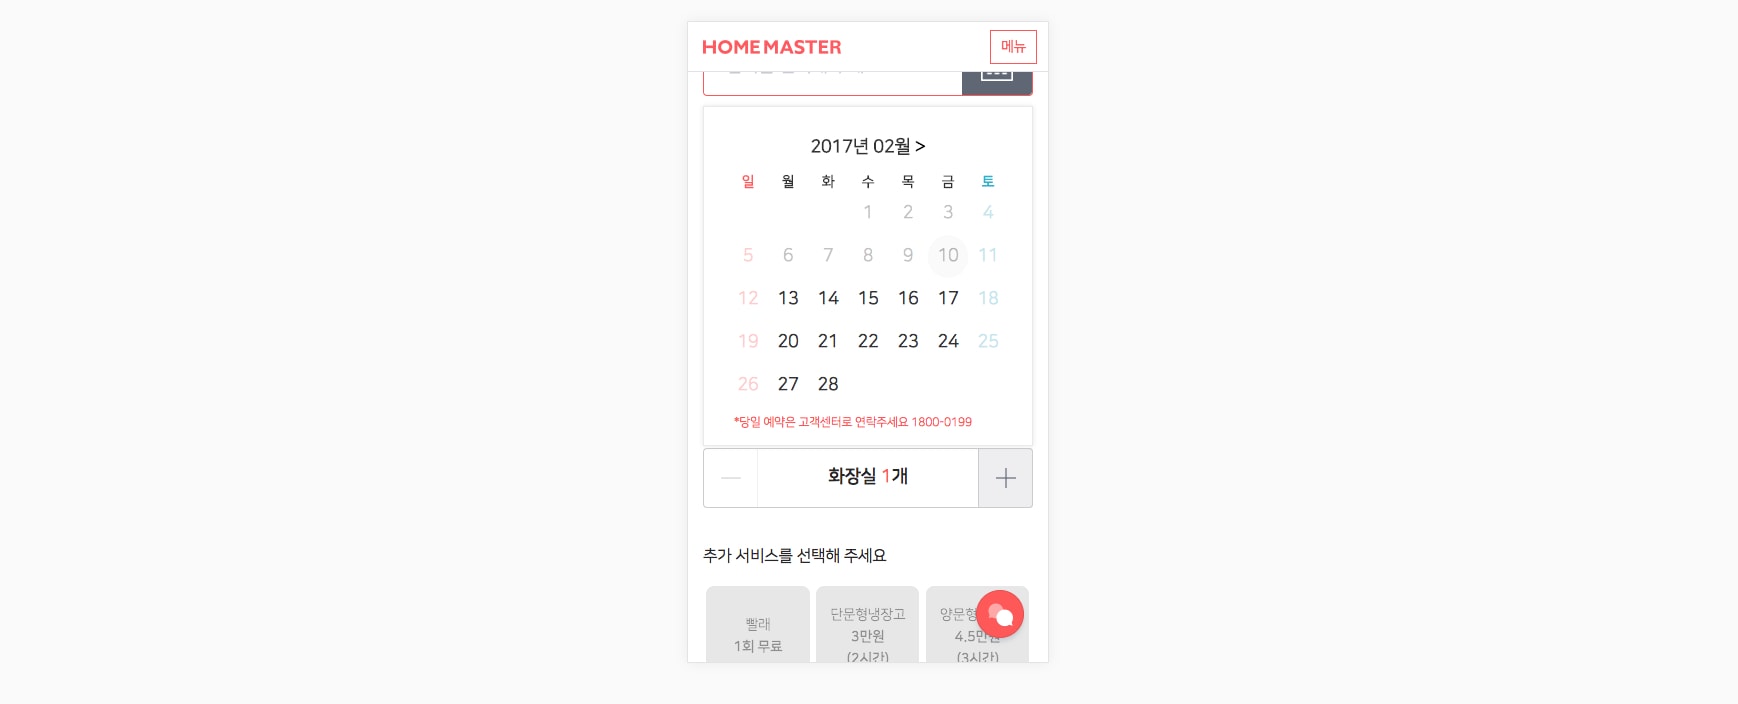 HOME MASTER 메뉴
2017년 02월 >
일 월 화 수 목 금 토
1 2 3 4
5 6 7 8 9 10 11
12 13 14 15 16 17 18
19 20 21 22 23 24 25
26 27 28
*당일 예약은 고객센터로 연락주세요 1800-0199
— 화장실 1개 +
추가 서비스를 선택해 주세요
빨래
1회 무료
단문형냉장고
3만원
(2시간)
양문형
4.5만원
(3시간)